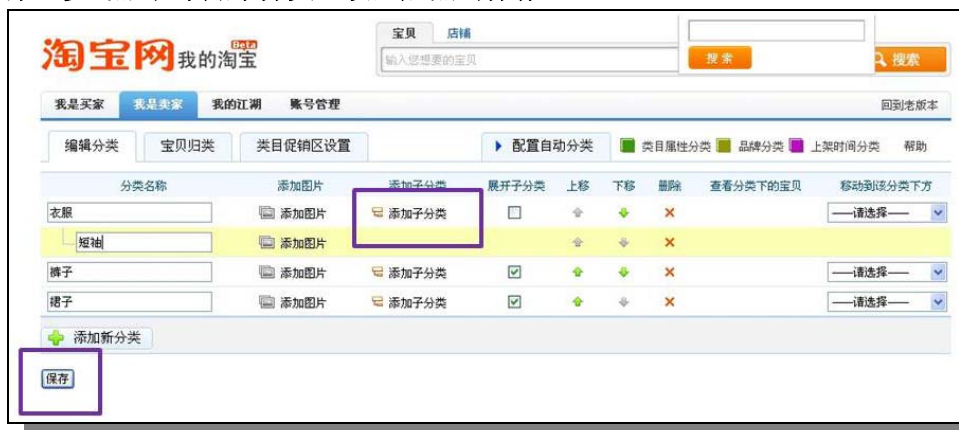 宝贝 店铺
淘宝网 我的淘宝 Beta
输入您想要的宝贝 搜索 搜索
我是买家 我是卖家 我的江湖 账号管理 回到老版本
编辑分类 宝贝归类 类目促销区设置 配置自动分类 类目属性分类 品牌分类 上架时间分类 帮助
分类名称 添加图片 添加子分类 展开子分类 上移 下移 删除 查看分类下的宝贝 移动到该分类下方
衣服 添加图片 添加子分类 ——请选择——
短袖 添加图片
裤子 添加图片 添加子分类 ——请选择——
裙子 添加图片 添加子分类 ——请选择——
添加新分类
保存